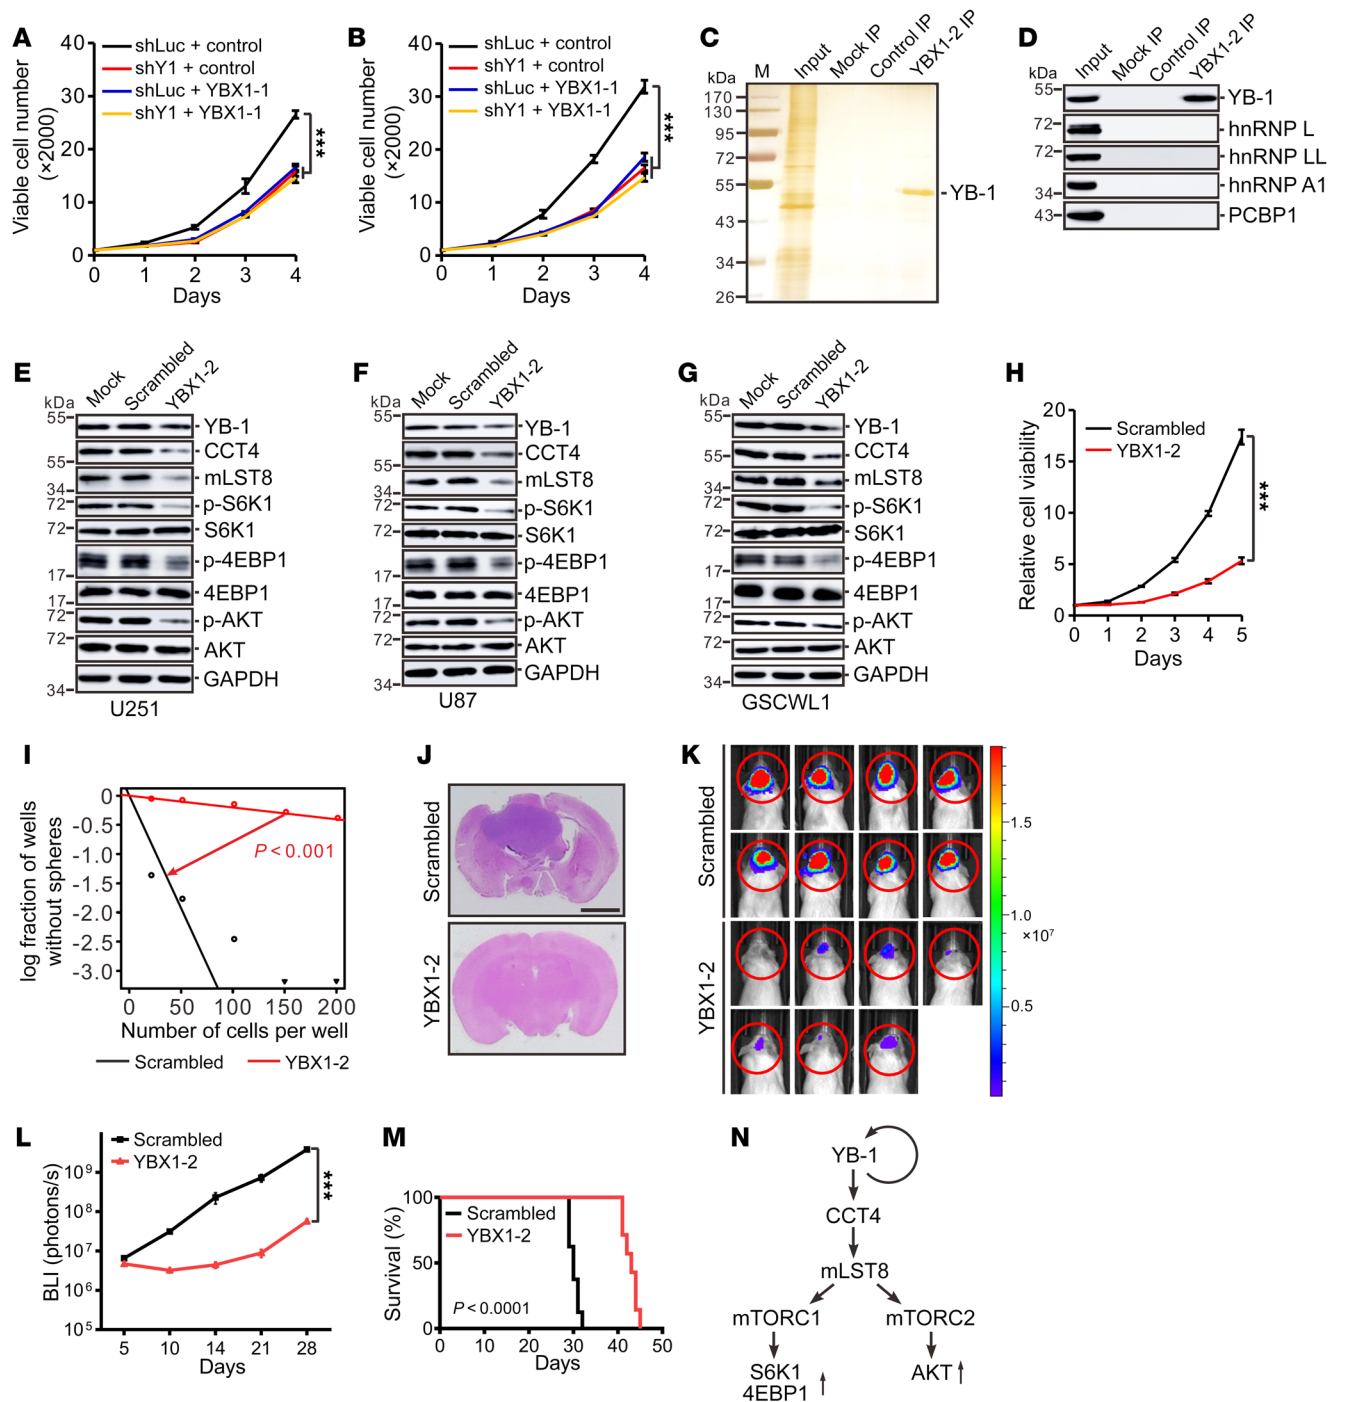 A
Viable cell number
(×2000)
40
30
20
10
0
shLuc + control
shY1 + control
shLuc + YBX1-1
shY1 + YBX1-1
***
0 1 2 3 4
Days
B
Viable cell number
(×2000)
40
30
20
10
0
shLuc + control
shY1 + control
shLuc + YBX1-1
shY1 + YBX1-1
***
0 1 2 3 4
Days
C
kDa M Input Mock IP Control IP YBX1-2 IP
170
130
95
72
55
43
34
26
YB-1
D
kDa Input Mock IP Control IP YBX1-2 IP
55 YB-1
72 hnRNP L
72 hnRNP LL
34 hnRNP A1
43 PCBP1
E
kDa Mock Scrambled YBX1-2
55 YB-1
55 CCT4
34 mLST8
72 p-S6K1
72 S6K1
17 p-4EBP1
17 4EBP1
72 p-AKT
72 AKT
34 GAPDH
U251
F
kDa Mock Scrambled YBX1-2
55 YB-1
55 CCT4
34 mLST8
72 p-S6K1
72 S6K1
17 p-4EBP1
17 4EBP1
72 p-AKT
72 AKT
34 GAPDH
U87
G
kDa Mock Scrambled YBX1-2
55 YB-1
55 CCT4
34 mLST8
72 p-S6K1
72 S6K1
17 p-4EBP1
17 4EBP1
72 p-AKT
72 AKT
34 GAPDH
GSCWL1
H
Relative cell viability
20
15
10
5
0
Scrambled
YBX1-2
***
0 1 2 3 4 5
Days
I
log fraction of wells
without spheres
0
-0.5
-1.0
-1.5
-2.0
-2.5
-3.0
P < 0.001
0 50 100 150 200
Number of cells per well
Scrambled YBX1-2
J
Scrambled
YBX1-2
K
Scrambled
YBX1-2
1.5
1.0
×10⁷
0.5
L
BLI (photons/s)
10⁹
10⁸
10⁷
10⁶
10⁵
Scrambled
YBX1-2
***
5 10 14 21 28
Days
M
Survival (%)
100
50
0
Scrambled
YBX1-2
P < 0.0001
0 10 20 30 40 50
Days
N
YB-1
CCT4
mLST8
mTORC1 mTORC2
S6K1 AKT
4EBP1